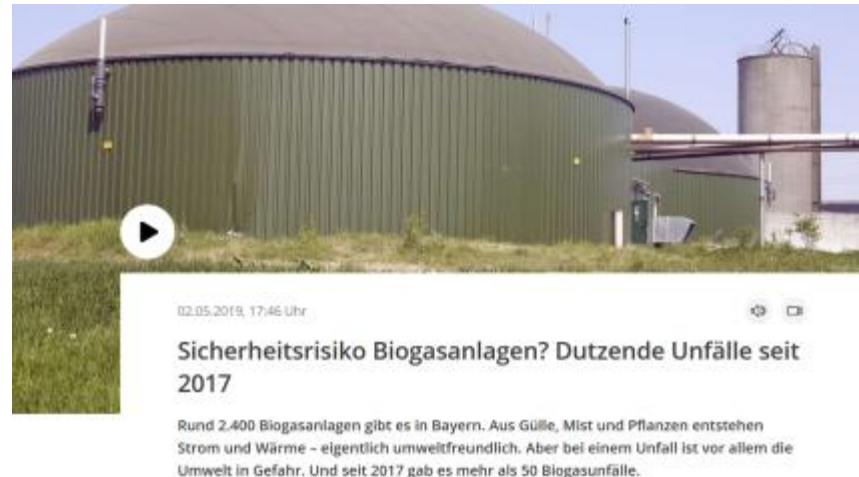 02.05.2019, 17:46 Uhr
Sicherheitsrisiko Biogasanlagen? Dutzende Unfälle seit
2017
Rund 2.400 Biogasanlagen gibt es in Bayern. Aus Gülle, Mist und Pflanzen entstehen
Strom und Wärme – eigentlich umweltfreundlich. Aber bei einem Unfall ist vor allem die
Umwelt in Gefahr. Und seit 2017 gab es mehr als 50 Biogasunfälle.